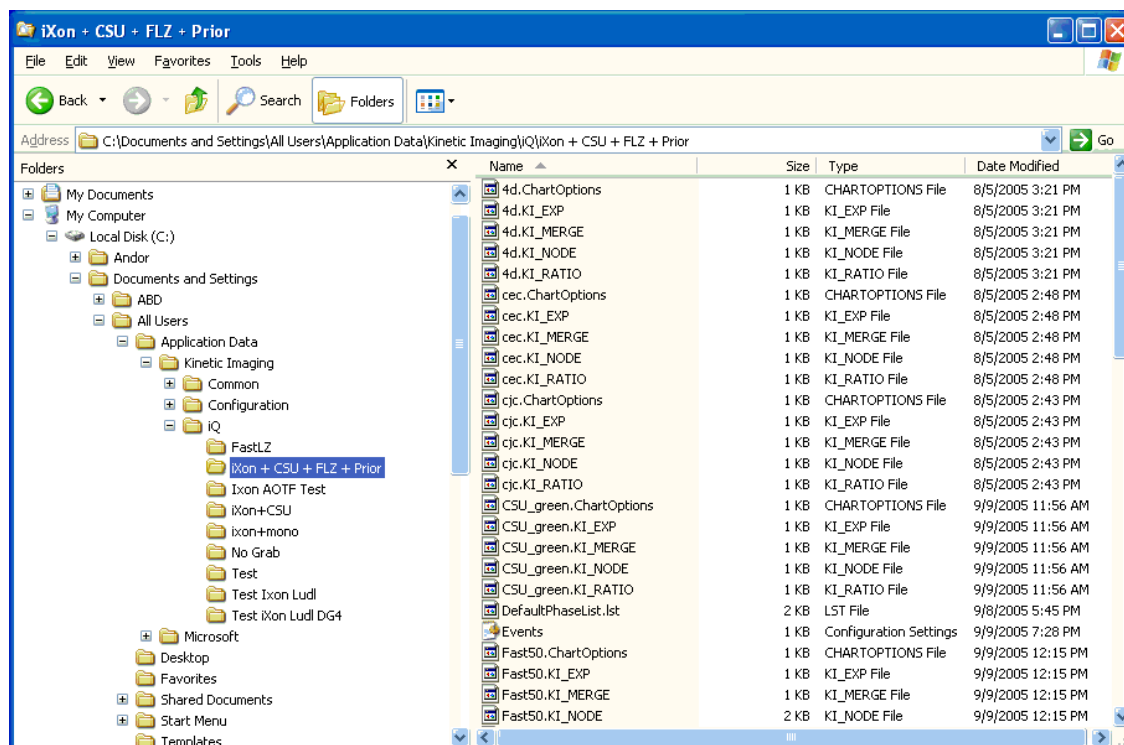 iXon + CSU + FLZ + Prior
File Edit View Favorites Tools Help
Back Search Folders
Address C:\Documents and Settings\All Users\Application Data\Kinetic Imaging\iQ\iXon + CSU + FLZ + Prior Go
Folders
My Documents
My Computer
Local Disk (C:)
Andor
Documents and Settings
ABD
All Users
Application Data
Kinetic Imaging
Common
Configuration
iQ
FastLZ
iXon + CSU + FLZ + Prior
Ixon AOTF Test
iXon+CSU
ixon+mono
No Grab
Test
Test Ixon Ludl
Test iXon Ludl DG4
Microsoft
Desktop
Favorites
Shared Documents
Start Menu
Templates
Name Size Type Date Modified
4d.ChartOptions 1 KB CHARTOPTIONS File 8/5/2005 3:21 PM
4d.KI_EXP 1 KB KI_EXP File 8/5/2005 3:21 PM
4d.KI_MERGE 1 KB KI_MERGE File 8/5/2005 3:21 PM
4d.KI_NODE 1 KB KI_NODE File 8/5/2005 3:21 PM
4d.KI_RATIO 1 KB KI_RATIO File 8/5/2005 3:21 PM
cec.ChartOptions 1 KB CHARTOPTIONS File 8/5/2005 2:48 PM
cec.KI_EXP 1 KB KI_EXP File 8/5/2005 2:48 PM
cec.KI_MERGE 1 KB KI_MERGE File 8/5/2005 2:48 PM
cec.KI_NODE 1 KB KI_NODE File 8/5/2005 2:48 PM
cec.KI_RATIO 1 KB KI_RATIO File 8/5/2005 2:48 PM
cjc.ChartOptions 1 KB CHARTOPTIONS File 8/5/2005 2:43 PM
cjc.KI_EXP 1 KB KI_EXP File 8/5/2005 2:43 PM
cjc.KI_MERGE 1 KB KI_MERGE File 8/5/2005 2:43 PM
cjc.KI_NODE 1 KB KI_NODE File 8/5/2005 2:43 PM
cjc.KI_RATIO 1 KB KI_RATIO File 8/5/2005 2:43 PM
CSU_green.ChartOptions 1 KB CHARTOPTIONS File 9/9/2005 11:56 AM
CSU_green.KI_EXP 1 KB KI_EXP File 9/9/2005 11:56 AM
CSU_green.KI_MERGE 1 KB KI_MERGE File 9/9/2005 11:56 AM
CSU_green.KI_NODE 1 KB KI_NODE File 9/9/2005 11:56 AM
CSU_green.KI_RATIO 1 KB KI_RATIO File 9/9/2005 11:56 AM
DefaultPhaseList.lst 2 KB LST File 9/8/2005 5:45 PM
Events 1 KB Configuration Settings 9/9/2005 7:28 PM
Fast50.ChartOptions 1 KB CHARTOPTIONS File 9/9/2005 12:15 PM
Fast50.KI_EXP 1 KB KI_EXP File 9/9/2005 12:15 PM
Fast50.KI_MERGE 1 KB KI_MERGE File 9/9/2005 12:15 PM
Fast50.KI_NODE 2 KB KI_NODE File 9/9/2005 12:15 PM